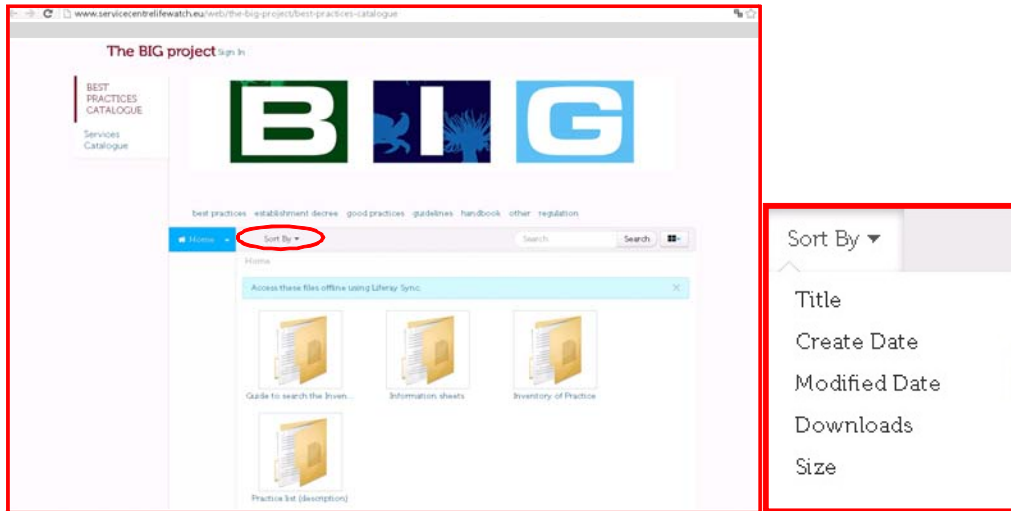 www.servicecentrelifewatch.eu/web/the-big-project/best-practices-catalogue
The BIG project Sign In
BEST
PRACTICES
CATALOGUE
Services
Catalogue
B I G
best practices establishment decree good practices guidelines handbook other regulation
Home Sort By Search Search
Home
Access these files offline using Liferay Sync.
Guide to search the Inven... Information sheets Inventory of Practice
Practice list (description)
Sort By
Title
Create Date
Modified Date
Downloads
Size